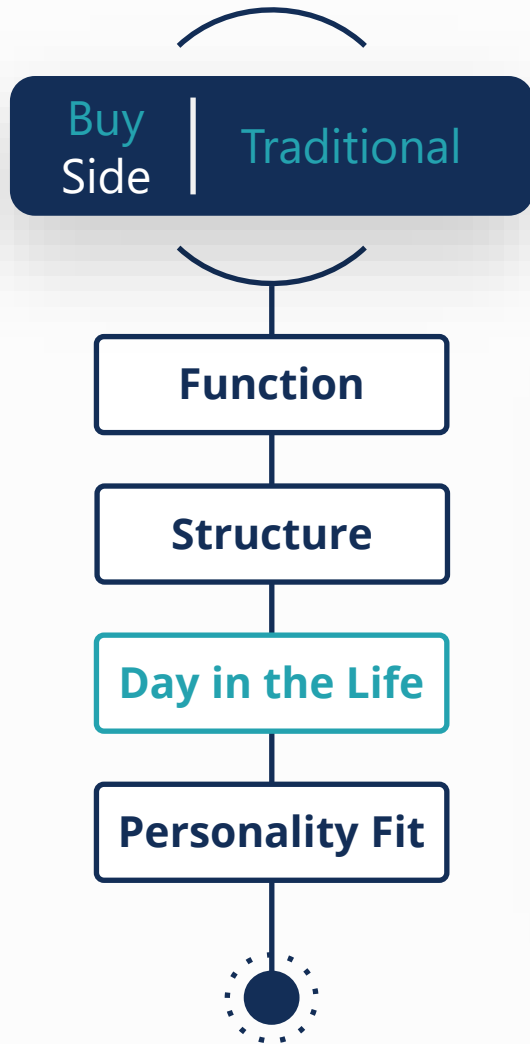 Buy
Side
Traditional
Function
Structure
Day in the Life
Personality Fit